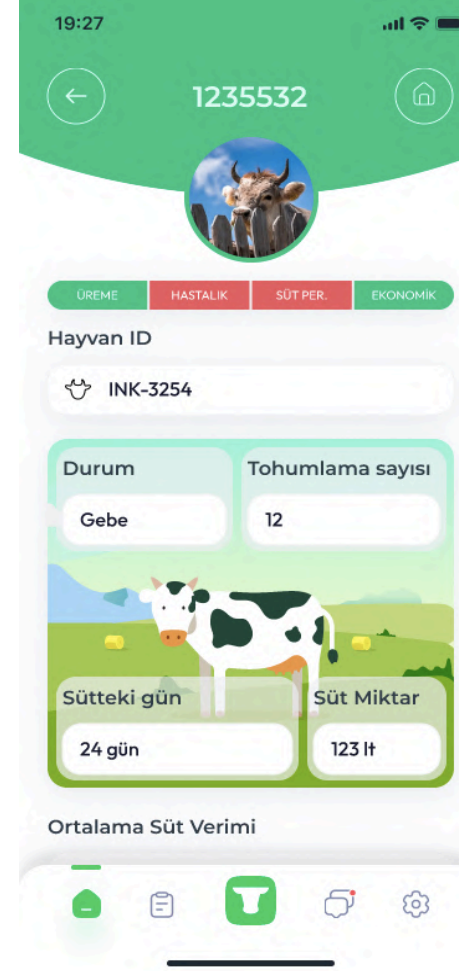 19:27
1235532
ÜREME HASTALIK SÜT PER. EKONOMİK
Hayvan ID
INK-3254
Durum Tohumlama sayısı
Gebe 12
Sütteki gün Süt Miktar
24 gün 123 lt
Ortalama Süt Verimi